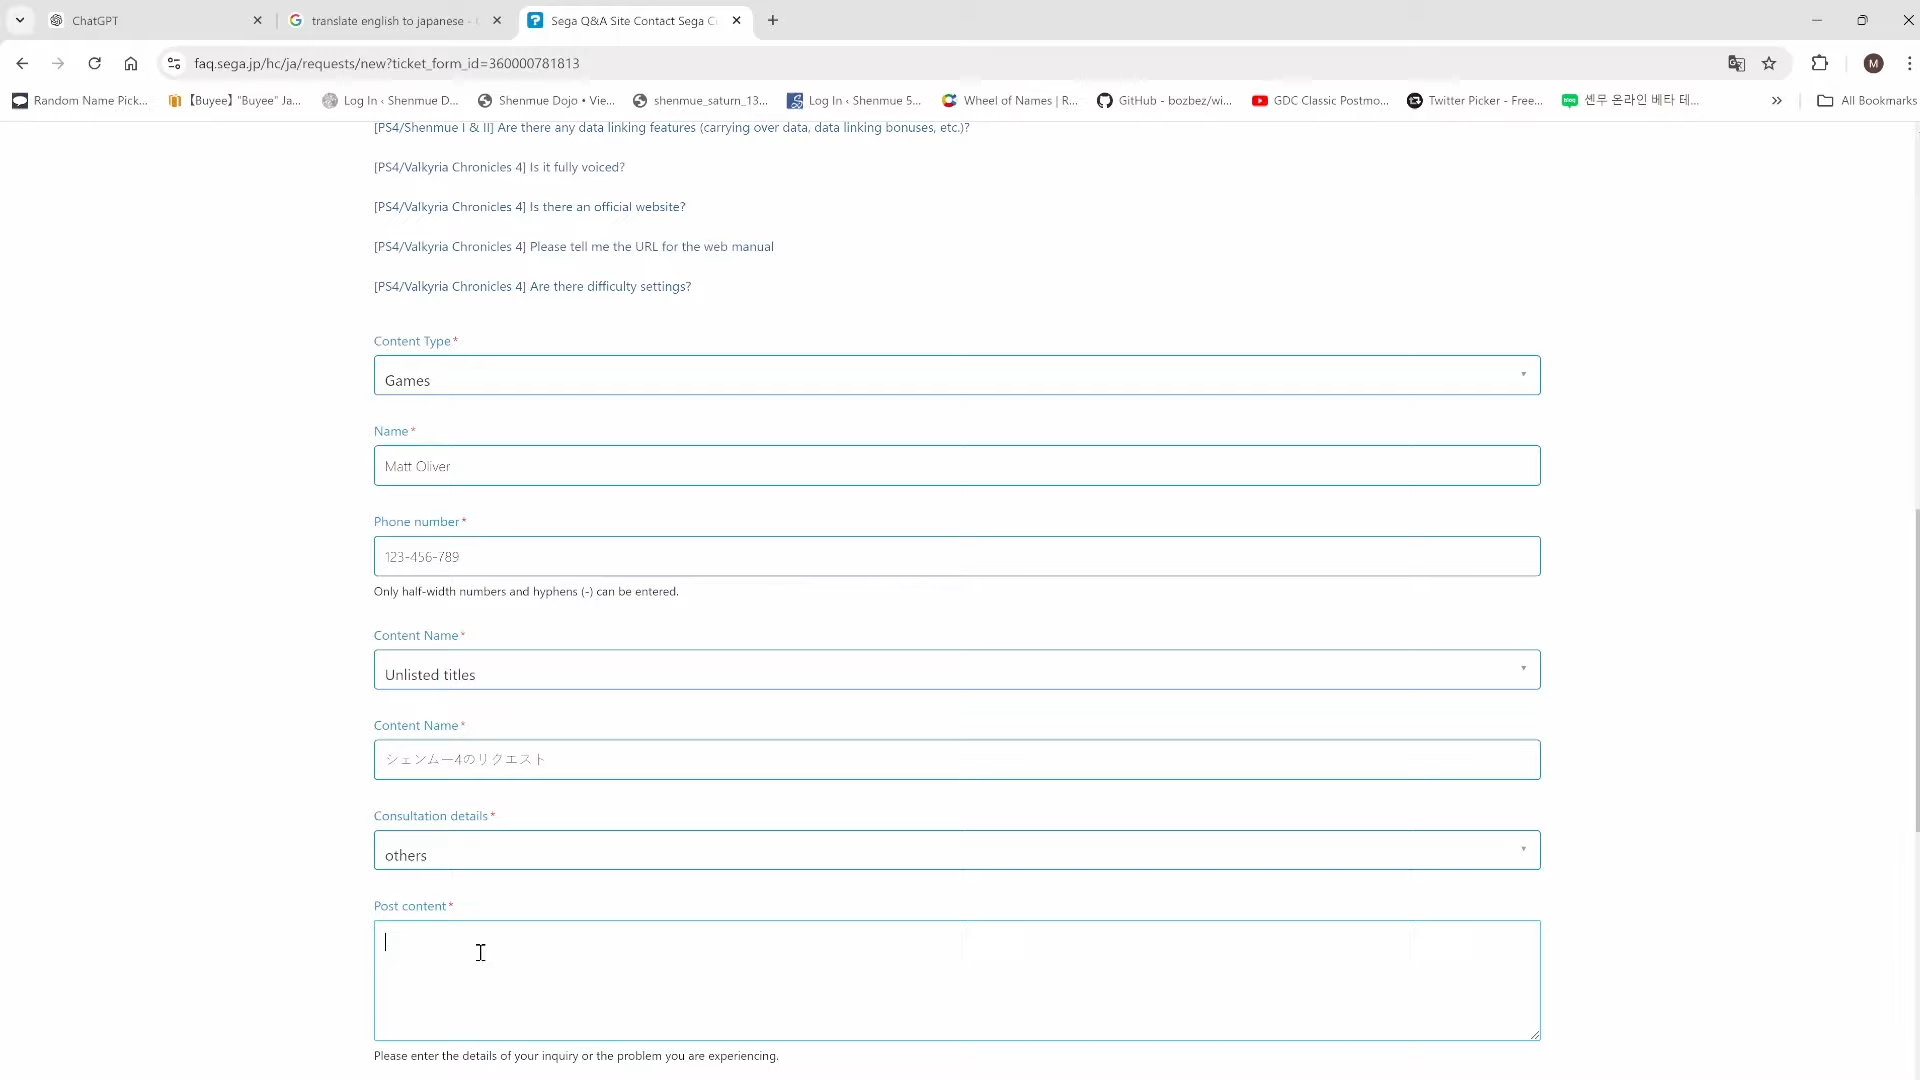 ChatGPT
translate english to japanese -
Sega Q&A Site Contact Sega C
faq.sega.jp/hc/ja/requests/new?ticket_form_id=360000781813
M
Random Name Pick...
【Buyee】 "Buyee" Ja...
Log In ‹ Shenmue D...
Shenmue Dojo • Vie...
shenmue_saturn_13...
Log In ‹ Shenmue 5...
Wheel of Names | R...
GitHub - bozbez/wi...
GDC Classic Postmo...
Twitter Picker - Free...
blog
센무 온라인 베타 테...
»
All Bookmarks
[PS4/Shenmue I & II] Are there any data linking features (carrying over data, data linking bonuses, etc.)?
[PS4/Valkyria Chronicles 4] Is it fully voiced?
[PS4/Valkyria Chronicles 4] Is there an official website?
[PS4/Valkyria Chronicles 4] Please tell me the URL for the web manual
[PS4/Valkyria Chronicles 4] Are there difficulty settings?
Content Type*
Games
Name*
Matt Oliver
Phone number*
123-456-789
Only half-width numbers and hyphens (-) can be entered.
Content Name*
Unlisted titles
Content Name*
シェンムー4のリクエスト
Consultation details*
others
Post content*
Please enter the details of your inquiry or the problem you are experiencing.